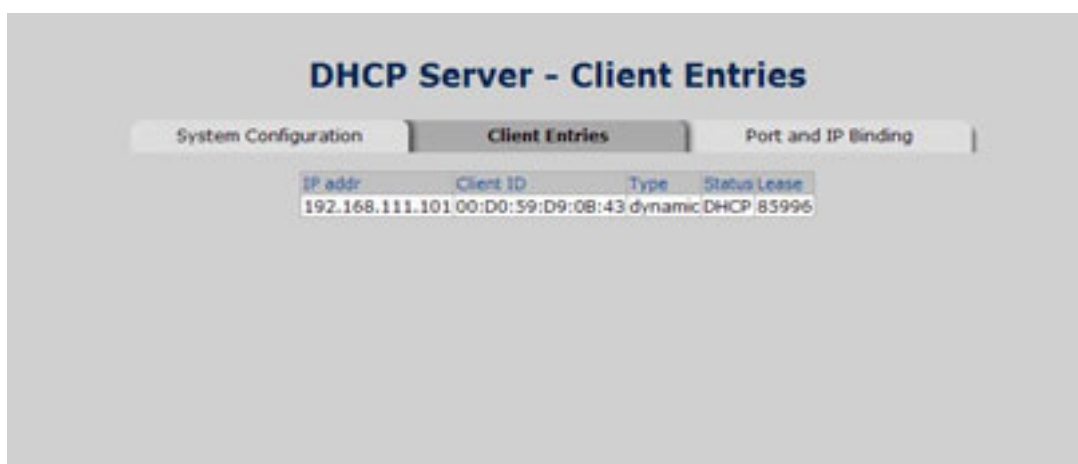 DHCP Server - Client Entries
System Configuration Client Entries Port and IP Binding
IP addr Client ID Type Status Lease
192.168.111.101 00:D0:59:D9:0B:43 dynamic DHCP 85996